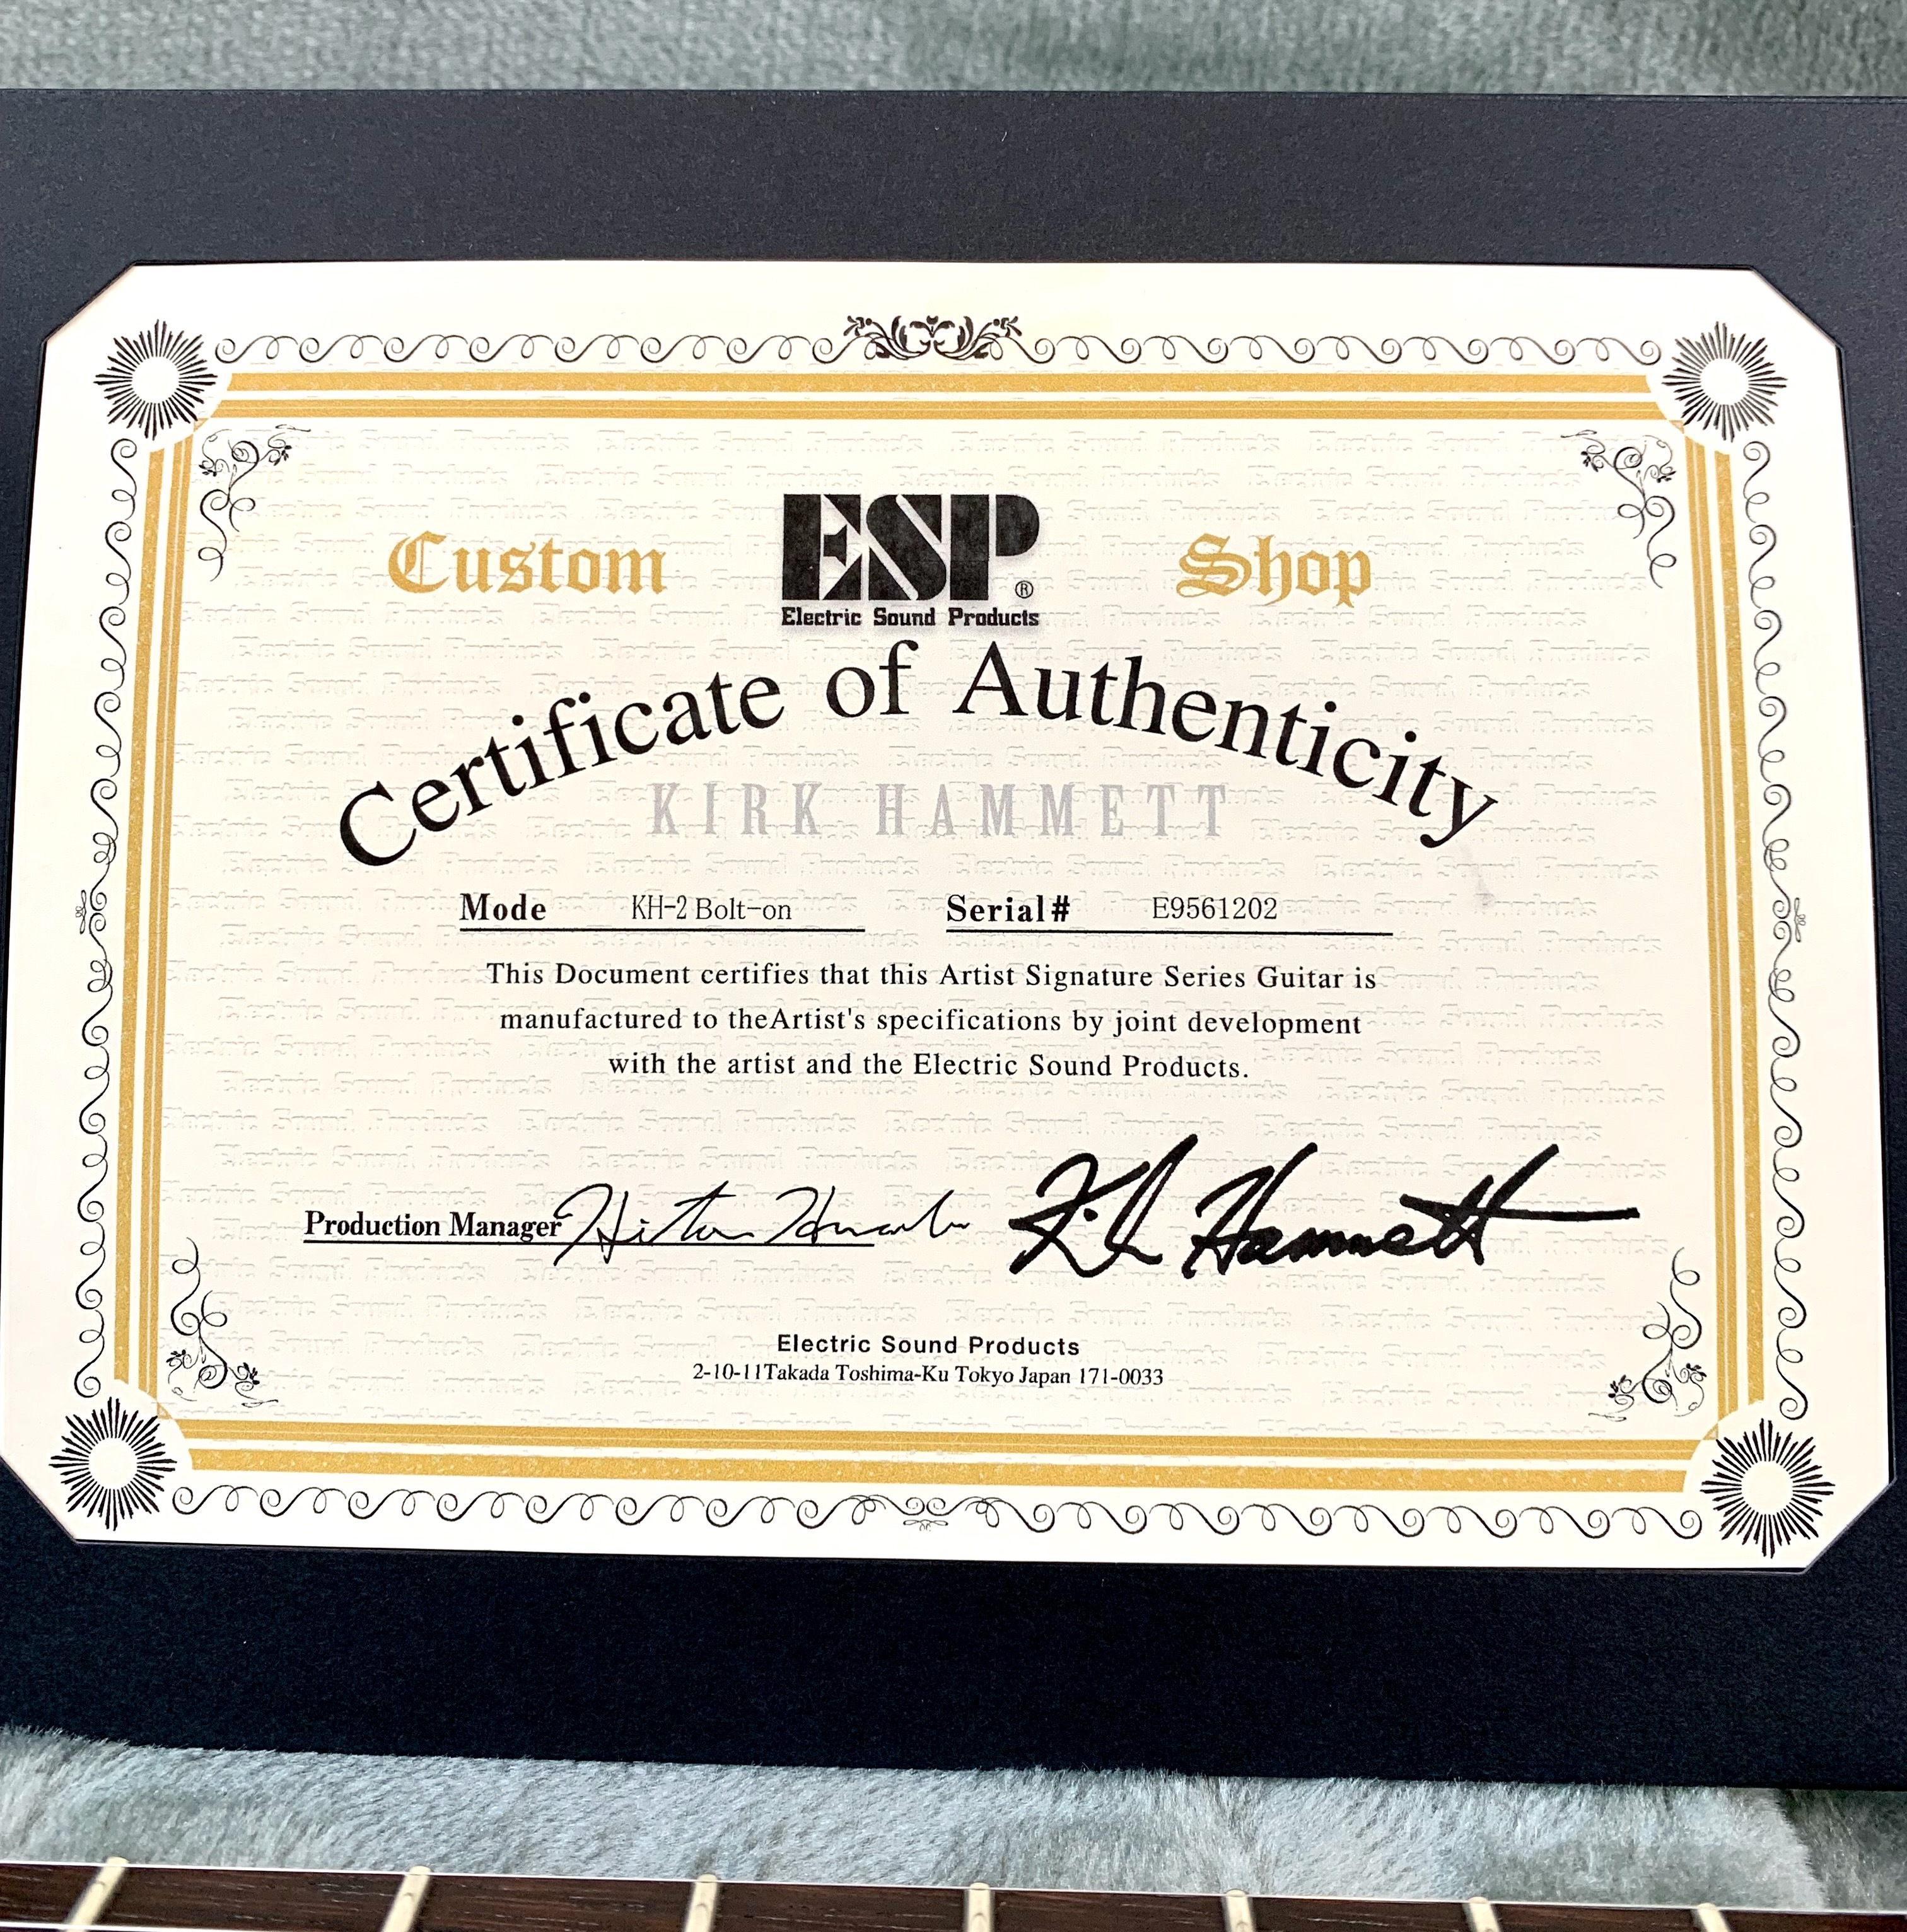 Custom ESP® Shop
Electric Sound Products
Certificate of Authenticity
KIRK HAMMETT
Mode KH-2 Bolt-on Serial# E9561202
This Document certifies that this Artist Signature Series Guitar is
manufactured to theArtist's specifications by joint development
with the artist and the Electric Sound Products.
Production Manager Kirk Hammett
Electric Sound Products
2-10-11Takada Toshima-Ku Tokyo Japan 171-0033